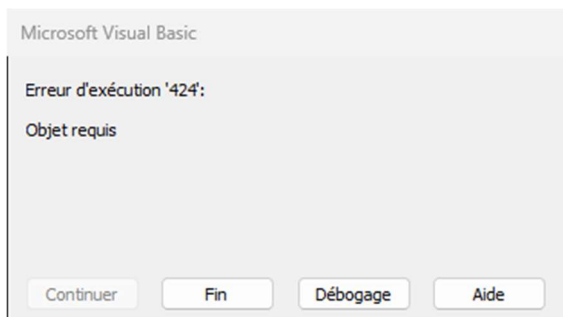 Microsoft Visual Basic
Erreur d'exécution '424':
Objet requis
Continuer Fin Débogage Aide